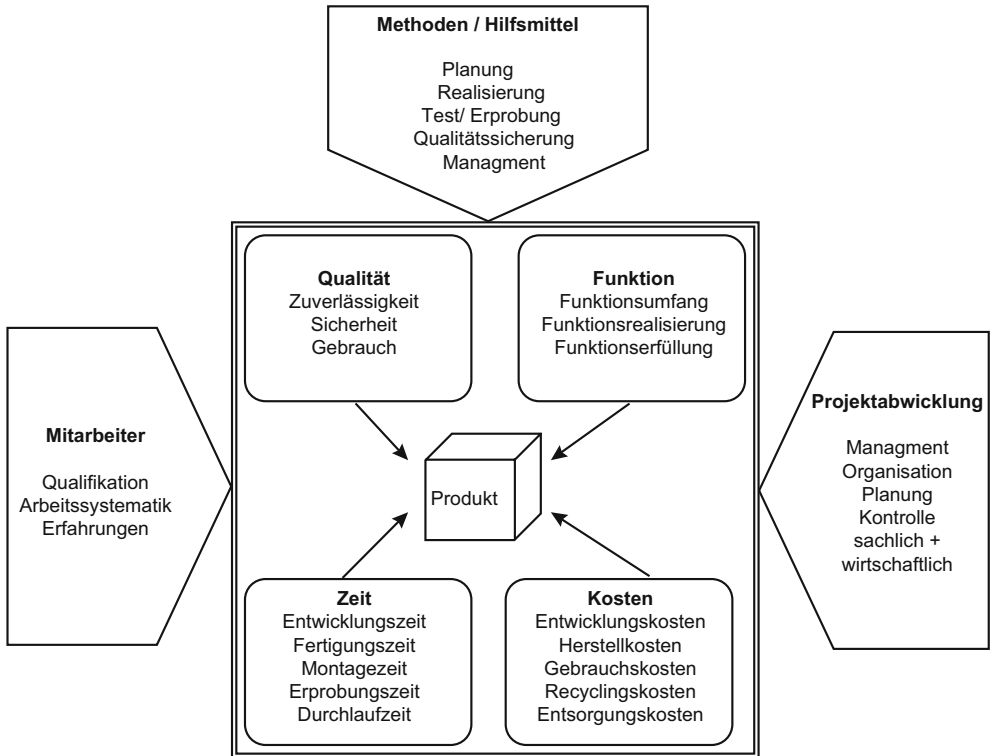 Methoden / Hilfsmittel
Planung
Realisierung
Test/ Erprobung
Qualitätssicherung
Managment
Qualität
Zuverlässigkeit
Sicherheit
Gebrauch
Funktion
Funktionsumfang
Funktionsrealisierung
Funktionserfüllung
Mitarbeiter
Qualifikation
Arbeitssystematik
Erfahrungen
Produkt
Projektabwicklung
Managment
Organisation
Planung
Kontrolle
sachlich +
wirtschaftlich
Zeit
Entwicklungszeit
Fertigungszeit
Montagezeit
Erprobungszeit
Durchlaufzeit
Kosten
Entwicklungskosten
Herstellkosten
Gebrauchskosten
Recyclingskosten
Entsorgungskosten